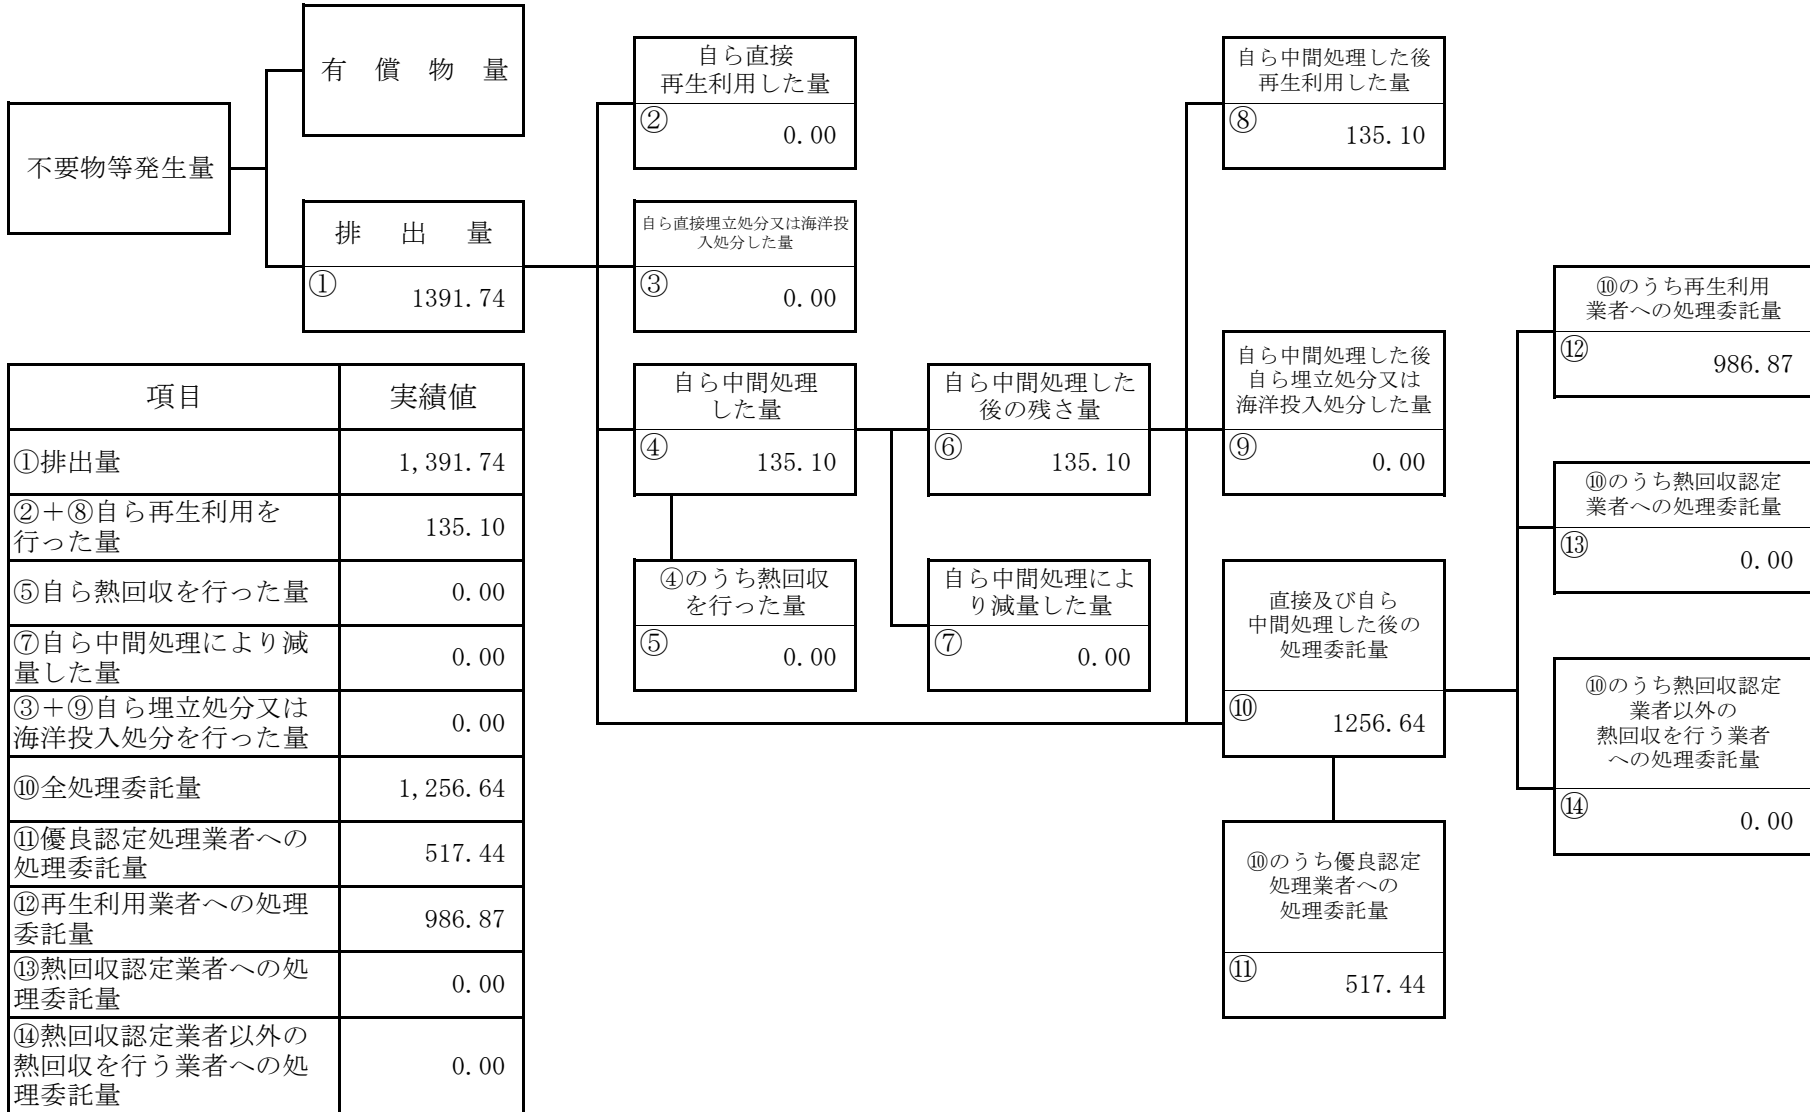 不要物等発生量
有償物量
排出量
①
1391.74
自ら直接
再生利用した量
②
0.00
自ら直接埋立処分又は海洋投
入処分した量
③
0.00
自ら中間処理
した量
④
135.10
④のうち熱回収
を行った量
⑤
0.00
自ら中間処理した
後の残さ量
⑥
135.10
自ら中間処理によ
り減量した量
⑦
0.00
自ら中間処理した後
再生利用した量
⑧
135.10
自ら中間処理した後
自ら埋立処分又は
海洋投入処分した量
⑨
0.00
直接及び自ら
中間処理した後の
処理委託量
⑩
1256.64
⑩のうち優良認定
処理業者への
処理委託量
⑪
517.44
⑩のうち再生利用
業者への処理委託量
⑫
986.87
⑩のうち熱回収認定
業者への処理委託量
⑬
0.00
⑩のうち熱回収認定
業者以外の
熱回収を行う業者
への処理委託量
⑭
0.00
項目 実績値
①排出量 1,391.74
②＋⑧自ら再生利用を
行った量 135.10
⑤自ら熱回収を行った量 0.00
⑦自ら中間処理により減
量した量 0.00
③＋⑨自ら埋立処分又は
海洋投入処分を行った量 0.00
⑩全処理委託量 1,256.64
⑪優良認定処理業者への
処理委託量 517.44
⑫再生利用業者への処理
委託量 986.87
⑬熱回収認定業者への処
理委託量 0.00
⑭熱回収認定業者以外の
熱回収を行う業者への処
理委託量 0.00